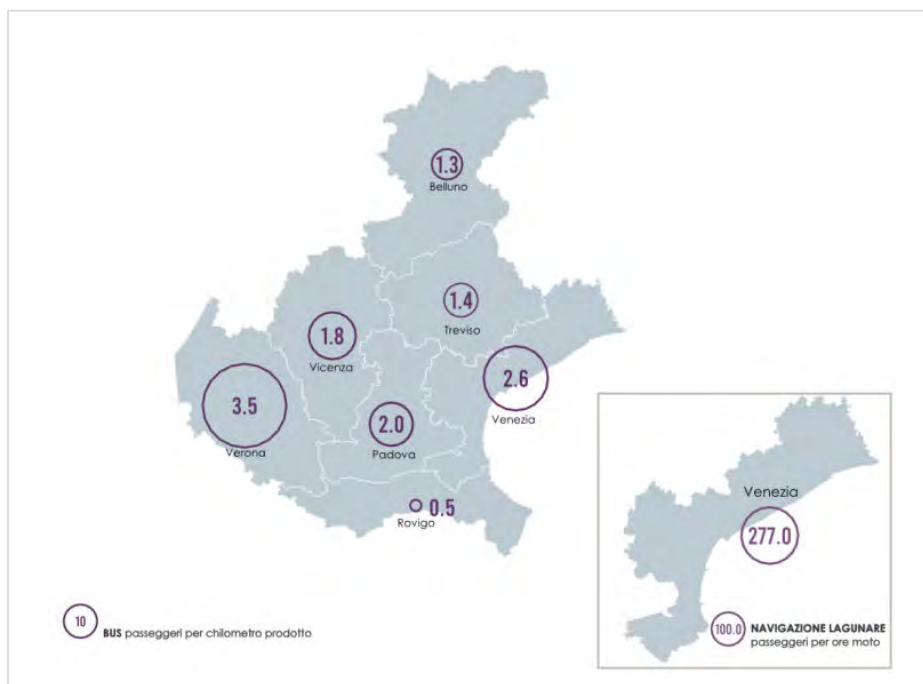 1.3
Belluno
1.4
Treviso
1.8
Vicenza
2.6
Venezia
3.5
Verona
2.0
Padova
0.5
Rovigo
10 BUS passeggeri per chilometro prodotto
Venezia
277.0
100.0 NAVIGAZIONE LAGUNARE
passeggeri per ore moto